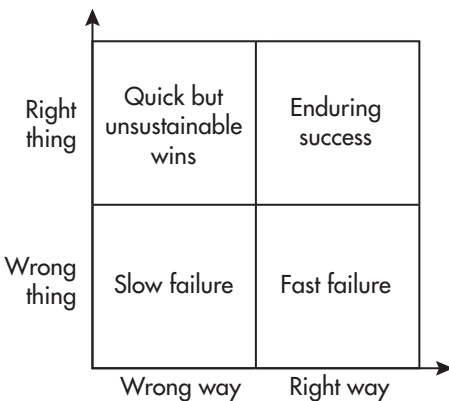 Right
thing
Quick but
unsustainable
wins
Enduring
success
Wrong
thing
Slow failure
Fast failure
Wrong way
Right way